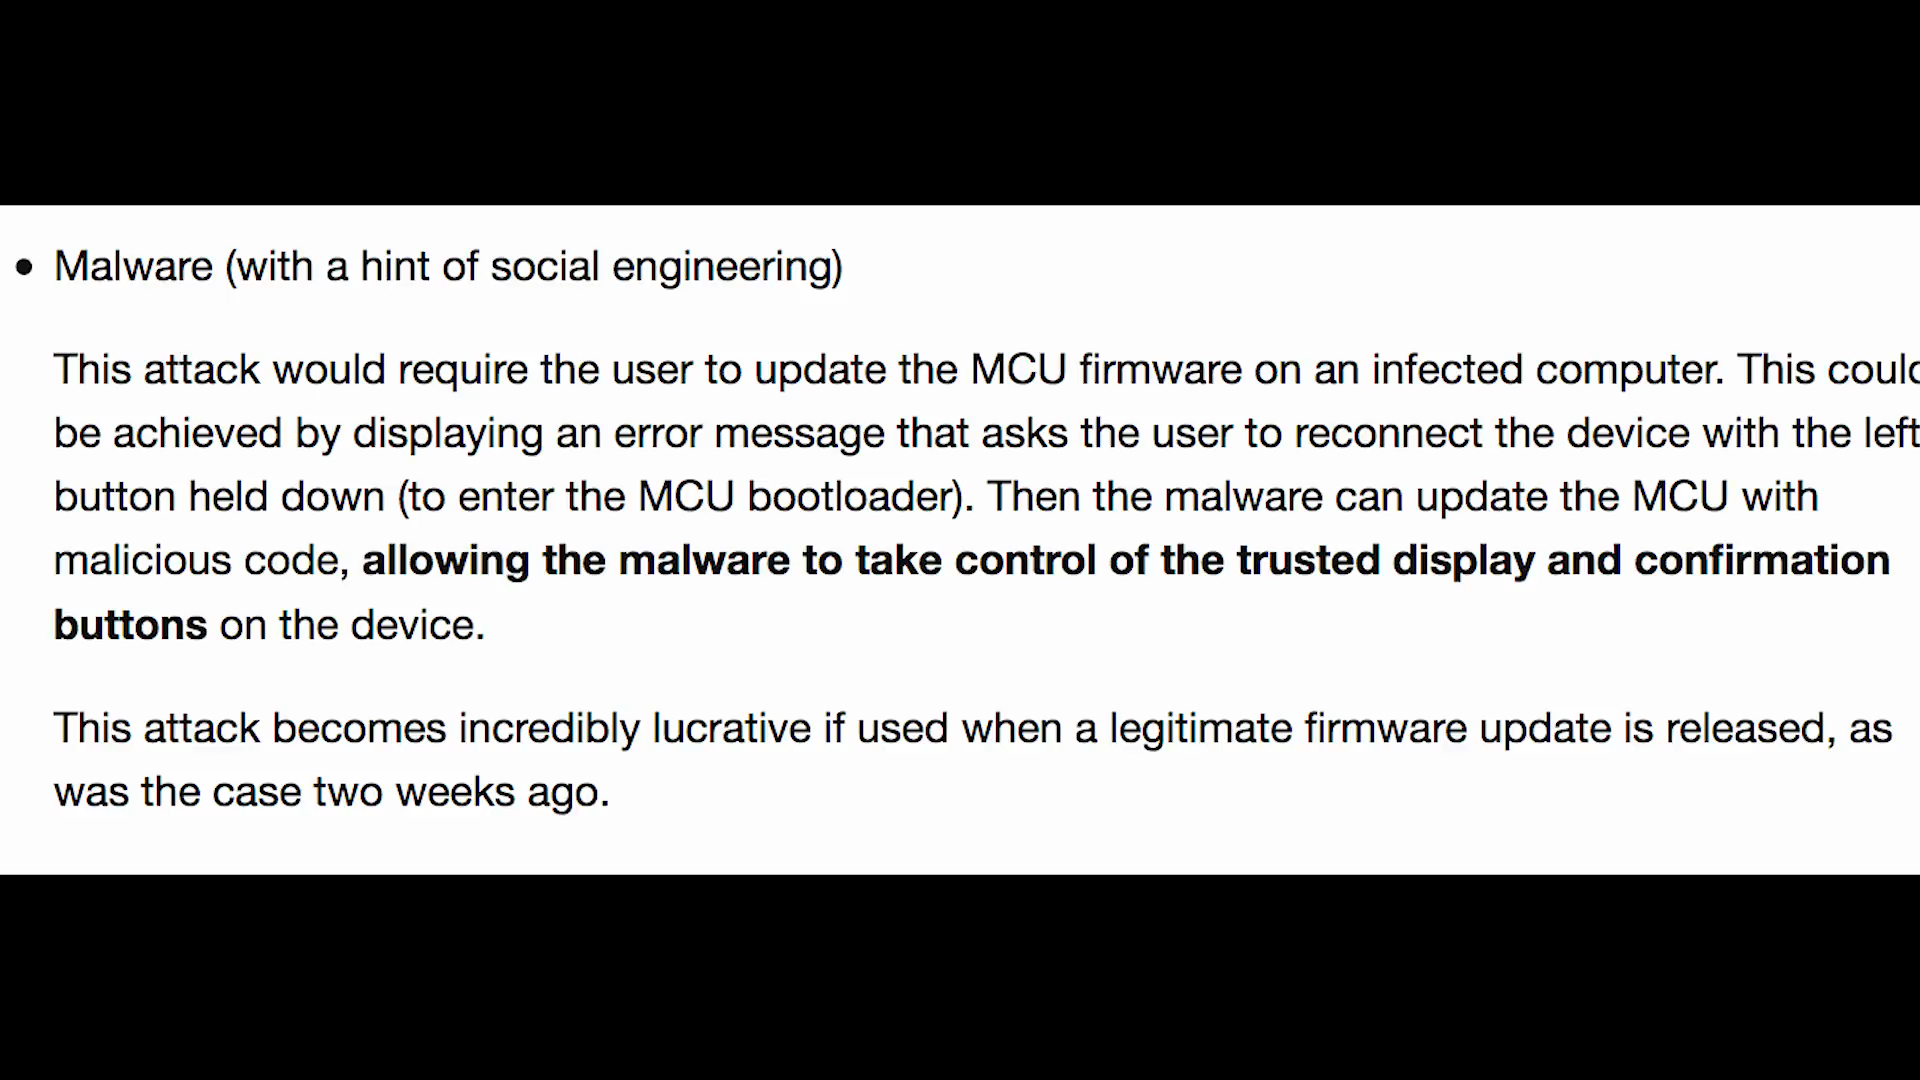 • Malware (with a hint of social engineering)
This attack would require the user to update the MCU firmware on an infected computer. This could
be achieved by displaying an error message that asks the user to reconnect the device with the left
button held down (to enter the MCU bootloader). Then the malware can update the MCU with
malicious code, allowing the malware to take control of the trusted display and confirmation
buttons on the device.
This attack becomes incredibly lucrative if used when a legitimate firmware update is released, as
was the case two weeks ago.